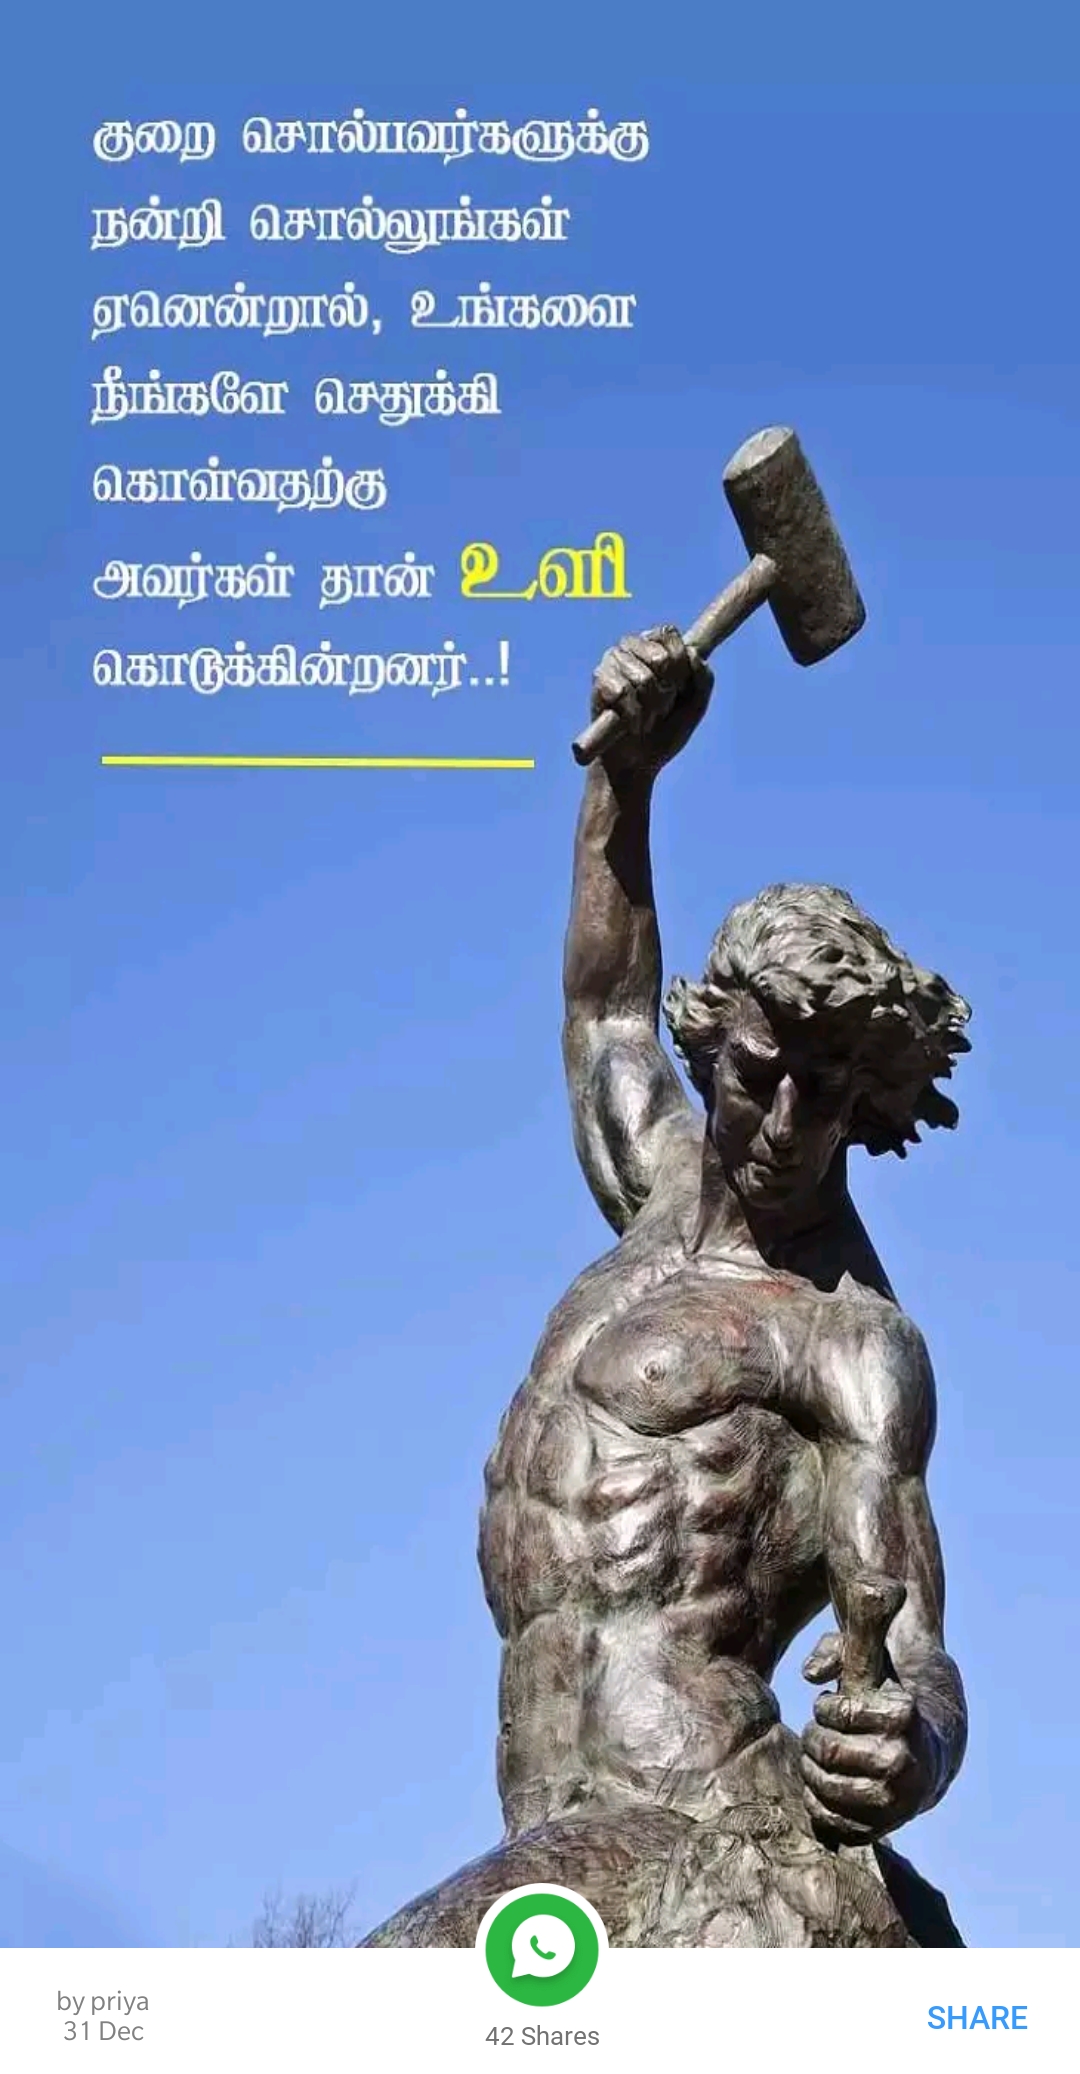 குறை சொல்பவர்களுக்கு
நன்றி சொல்லுங்கள்
ஏனென்றால், உங்களை
நீங்களே செதுக்கி
கொள்வதற்கு
அவர்கள் தான் உளி
கொடுக்கின்றனர்..!
by priya
31 Dec
42 Shares
SHARE